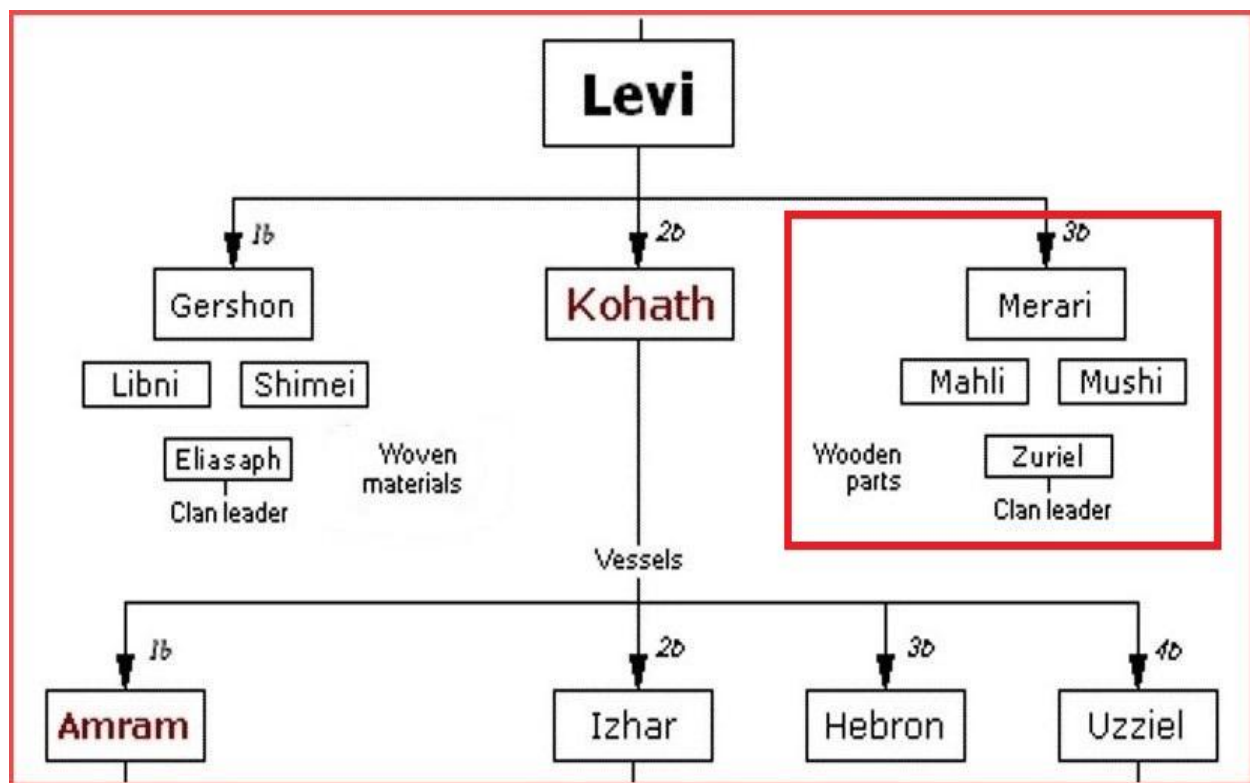 Levi
1b
2b
3b
Gershon
Kohath
Merari
Libni
Shimei
Mahli
Mushi
Eliasaph
Woven
materials
Clan leader
Wooden
parts
Zuriel
Clan leader
Vessels
1b
2b
3b
4b
Amram
Izhar
Hebron
Uzziel